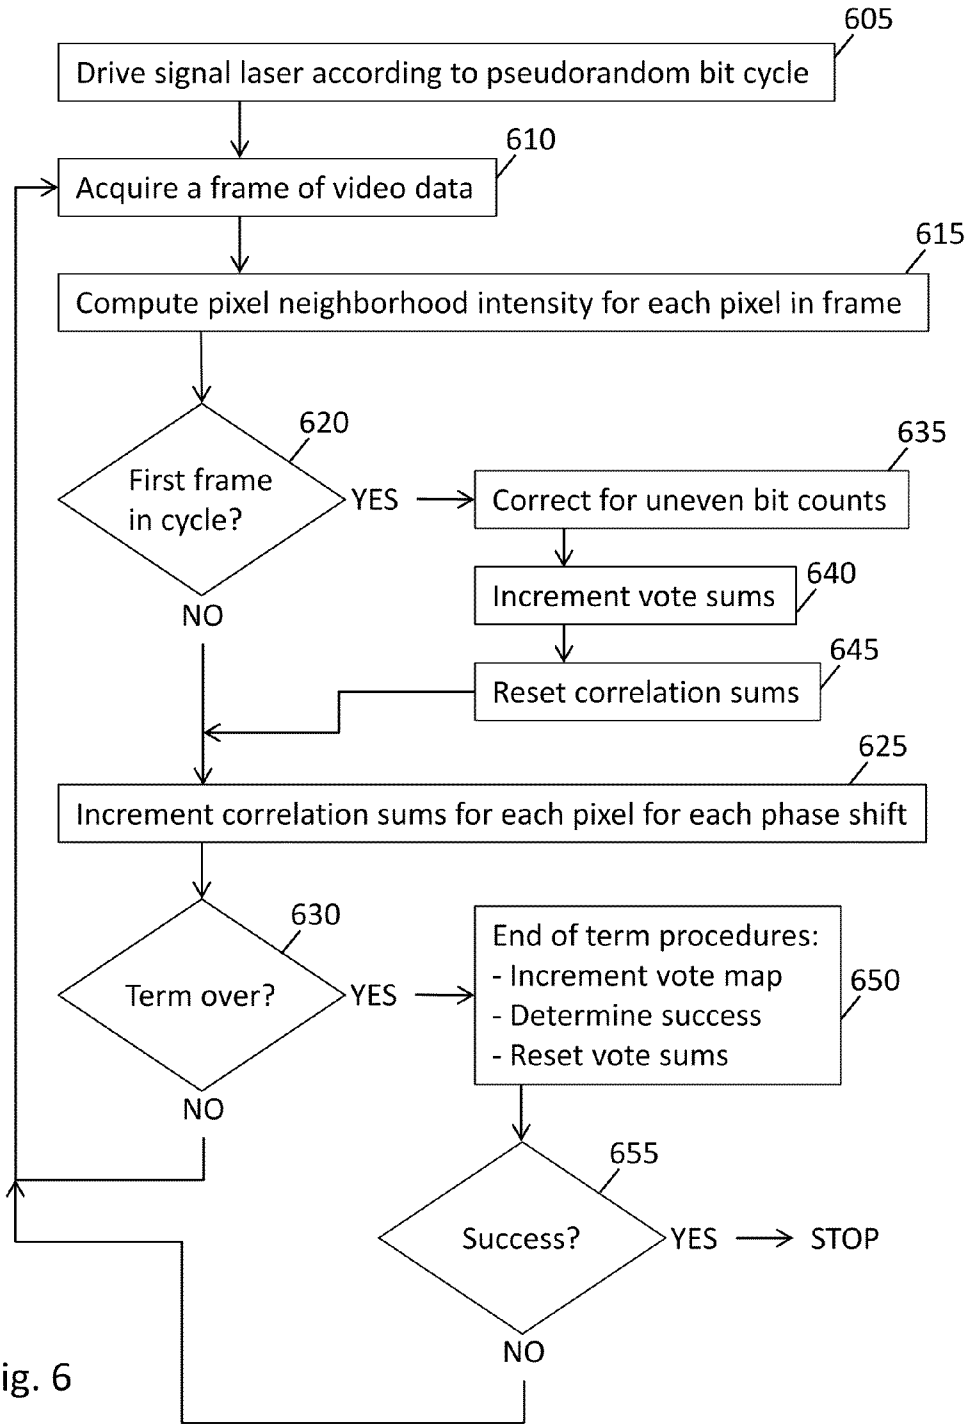 605
Drive signal laser according to pseudorandom bit cycle
610
Acquire a frame of video data
615
Compute pixel neighborhood intensity for each pixel in frame
620
First frame
in cycle?
YES
NO
635
Correct for uneven bit counts
640
Increment vote sums
645
Reset correlation sums
625
Increment correlation sums for each pixel for each phase shift
630
Term over?
YES
NO
End of term procedures:
- Increment vote map
- Determine success
- Reset vote sums
650
655
Success?
YES
STOP
NO
ig. 6